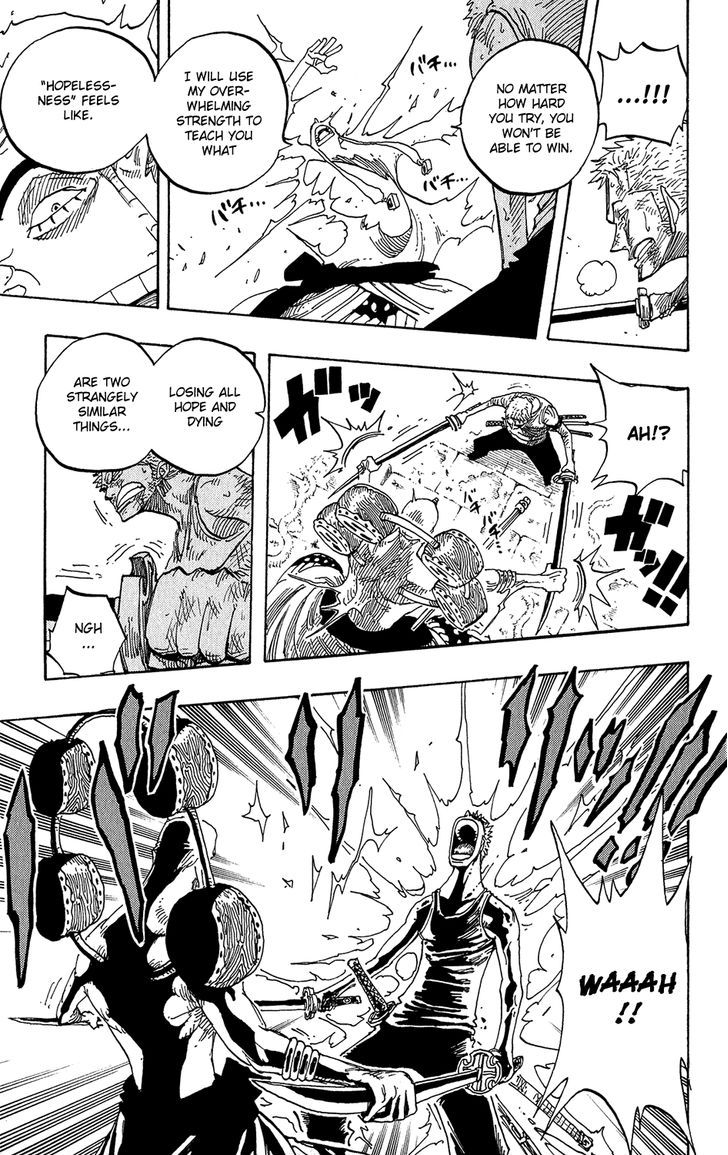 ...!!!
NO MATTER
HOW HARD
YOU TRY, YOU
WON'T BE
ABLE TO WIN.
バチ...
バチ...
バチ...
I WILL USE
MY OVER-
WHELMING
STRENGTH TO
TEACH YOU
WHAT
"HOPELESS-
NESS" FEELS
LIKE.
AH!?
ガッ
ガッ!!
LOSING ALL
HOPE AND
DYING
ARE TWO
STRANGELY
SIMILAR
THINGS...
NGH
...
WAAAH
!!